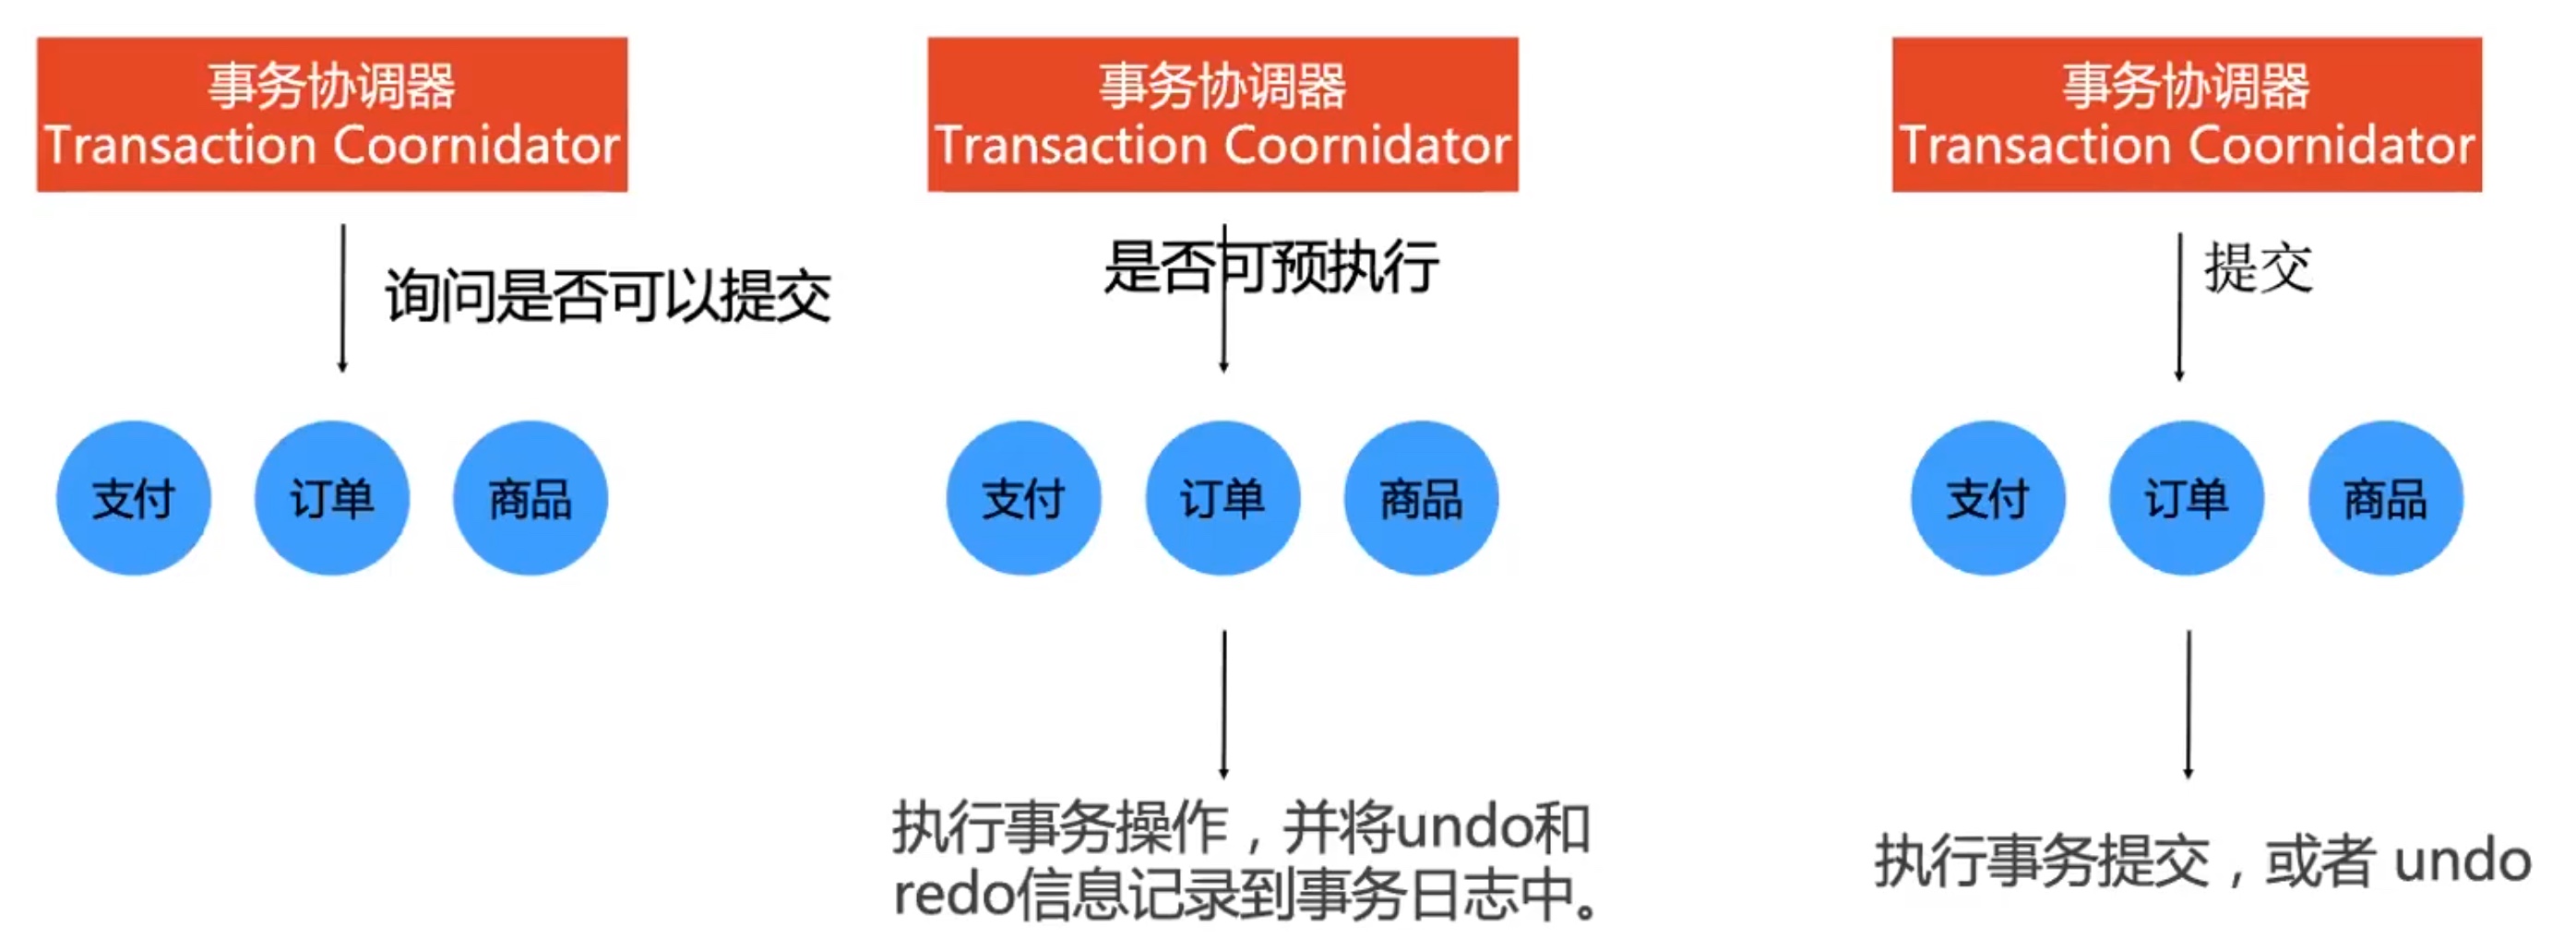 事务协调器
Transaction Coornidator
询问是否可以提交
支付
订单
商品
事务协调器
Transaction Coornidator
是否可预执行
支付
订单
商品
执行事务操作，并将undo和
redo信息记录到事务日志中。
事务协调器
Transaction Coornidator
提交
支付
订单
商品
执行事务提交，或者 undo